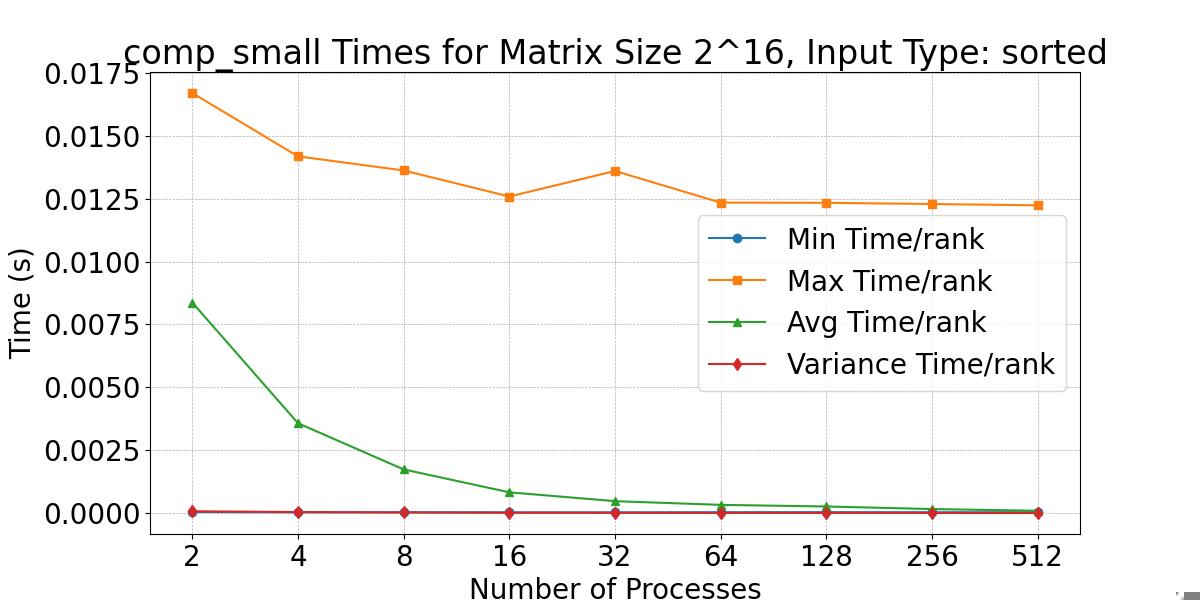 comp_small Times for Matrix Size 2^16, Input Type: sorted
0.0175
0.0150
0.0125
0.0100
0.0075
0.0050
0.0025
0.0000
Time (s)
Min Time/rank
Max Time/rank
Avg Time/rank
Variance Time/rank
2 4 8 16 32 64 128 256 512
Number of Processes